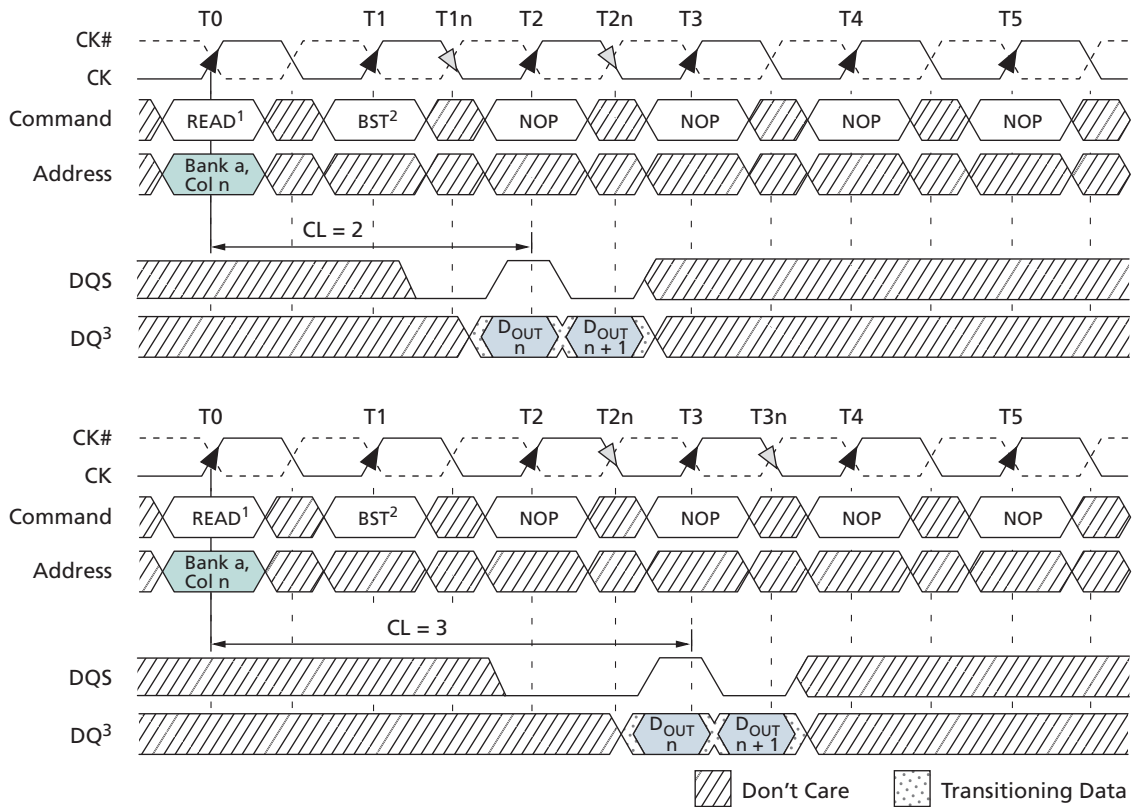 T0 T1 T1n T2 T2n T3 T4 T5
CK#
CK
Command READ¹ BST² NOP NOP NOP NOP
Address Bank a, Col n
CL = 2
DQS
DQ³ DOUT n DOUT n + 1
T0 T1 T2 T2n T3 T3n T4 T5
CK#
CK
Command READ¹ BST² NOP NOP NOP NOP
Address Bank a, Col n
CL = 3
DQS
DQ³ DOUT n DOUT n + 1
Don't Care Transitioning Data